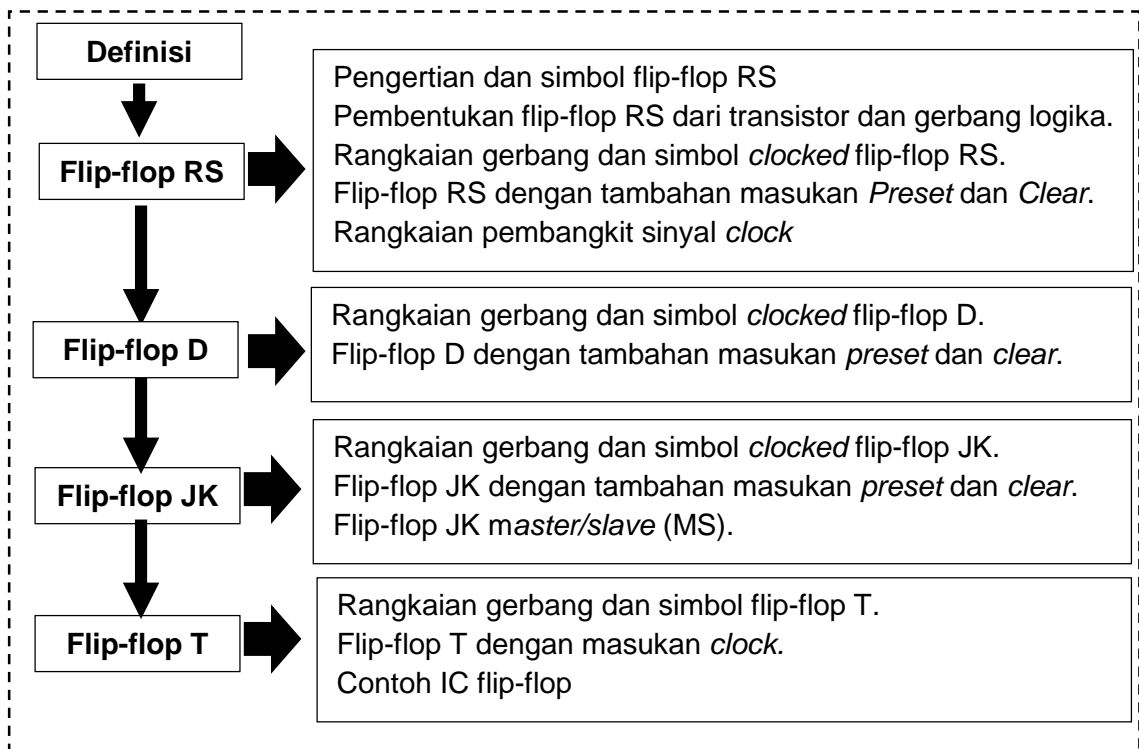 Definisi
Flip-flop RS
Pengertian dan simbol flip-flop RS
Pembentukan flip-flop RS dari transistor dan gerbang logika.
Rangkaian gerbang dan simbol clocked flip-flop RS.
Flip-flop RS dengan tambahan masukan Preset dan Clear.
Rangkaian pembangkit sinyal clock
Flip-flop D
Rangkaian gerbang dan simbol clocked flip-flop D.
Flip-flop D dengan tambahan masukan preset dan clear.
Flip-flop JK
Rangkaian gerbang dan simbol clocked flip-flop JK.
Flip-flop JK dengan tambahan masukan preset dan clear.
Flip-flop JK master/slave (MS).
Flip-flop T
Rangkaian gerbang dan simbol flip-flop T.
Flip-flop T dengan masukan clock.
Contoh IC flip-flop